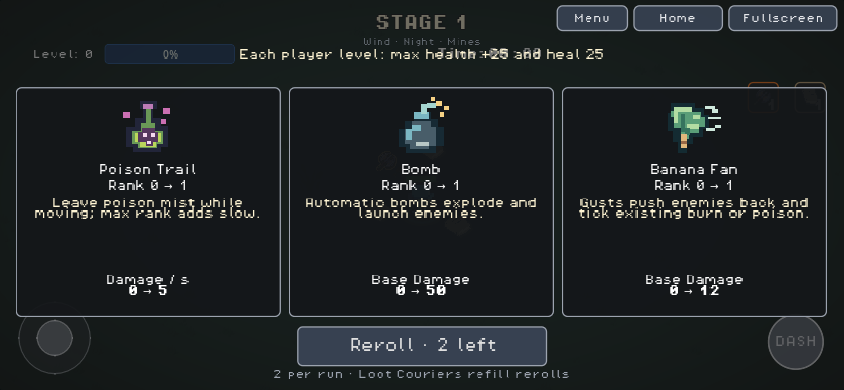 STAGE 1
Menu
Home
Fullscreen
Wind · Night · Mines
Level: 0
0%
Each player level: max health +25 and heal 25
Poison Trail
Rank 0 → 1
Leave poison mist while
moving; max rank adds slow.
Damage / s
0 → 5
Bomb
Rank 0 → 1
Automatic bombs explode and
launch enemies.
Base Damage
0 → 50
Banana Fan
Rank 0 → 1
Gusts push enemies back and
tick existing burn or poison.
Base Damage
0 → 12
Reroll · 2 left
DASH
2 per run · Loot Couriers refill rerolls